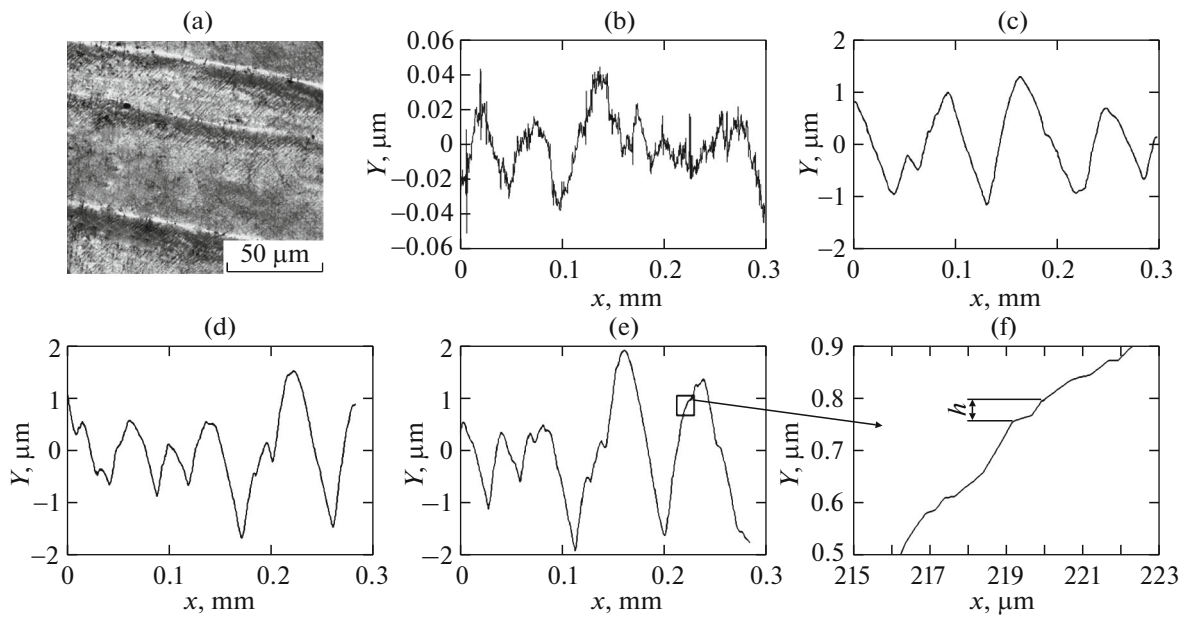 (a)
50 μm
(b)
0.06
0.04
0.02
0
−0.02
−0.04
−0.06
Y, μm
0 0.1 0.2 0.3
x, mm
(c)
2
1
0
−1
−2
Y, μm
0 0.1 0.2 0.3
x, mm
(d)
2
1
0
−1
−2
Y, μm
0 0.1 0.2 0.3
x, mm
(e)
2
1
0
−1
−2
Y, μm
0 0.1 0.2 0.3
x, mm
(f)
0.9
0.8
0.7
0.6
0.5
Y, μm
h
215 217 219 221 223
x, μm